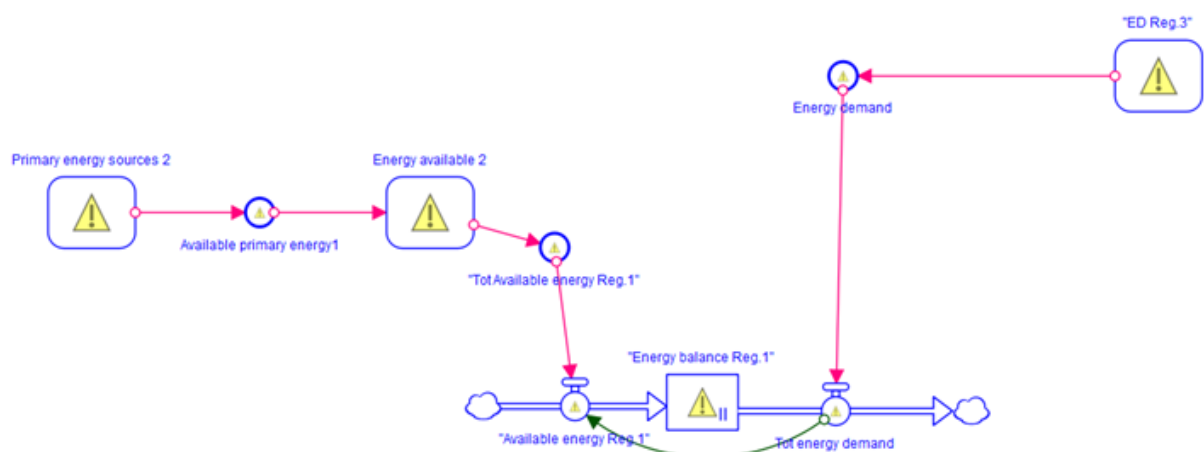 "ED Reg.3"
Energy demand
Primary energy sources 2
Energy available 2
Available primary energy1
"Tot Available energy Reg.1"
"Energy balance Reg.1"
"Available energy Reg.1"
Tot energy demand